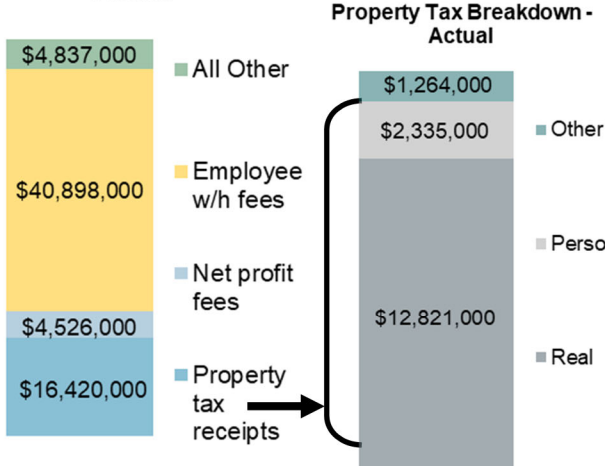 $4,837,000
$40,898,000
$4,526,000
$16,420,000
All Other
Employee
w/h fees
Net profit
fees
Property
tax
receipts
Property Tax Breakdown -
Actual
$1,264,000
$2,335,000
$12,821,000
Other
Perso
Real